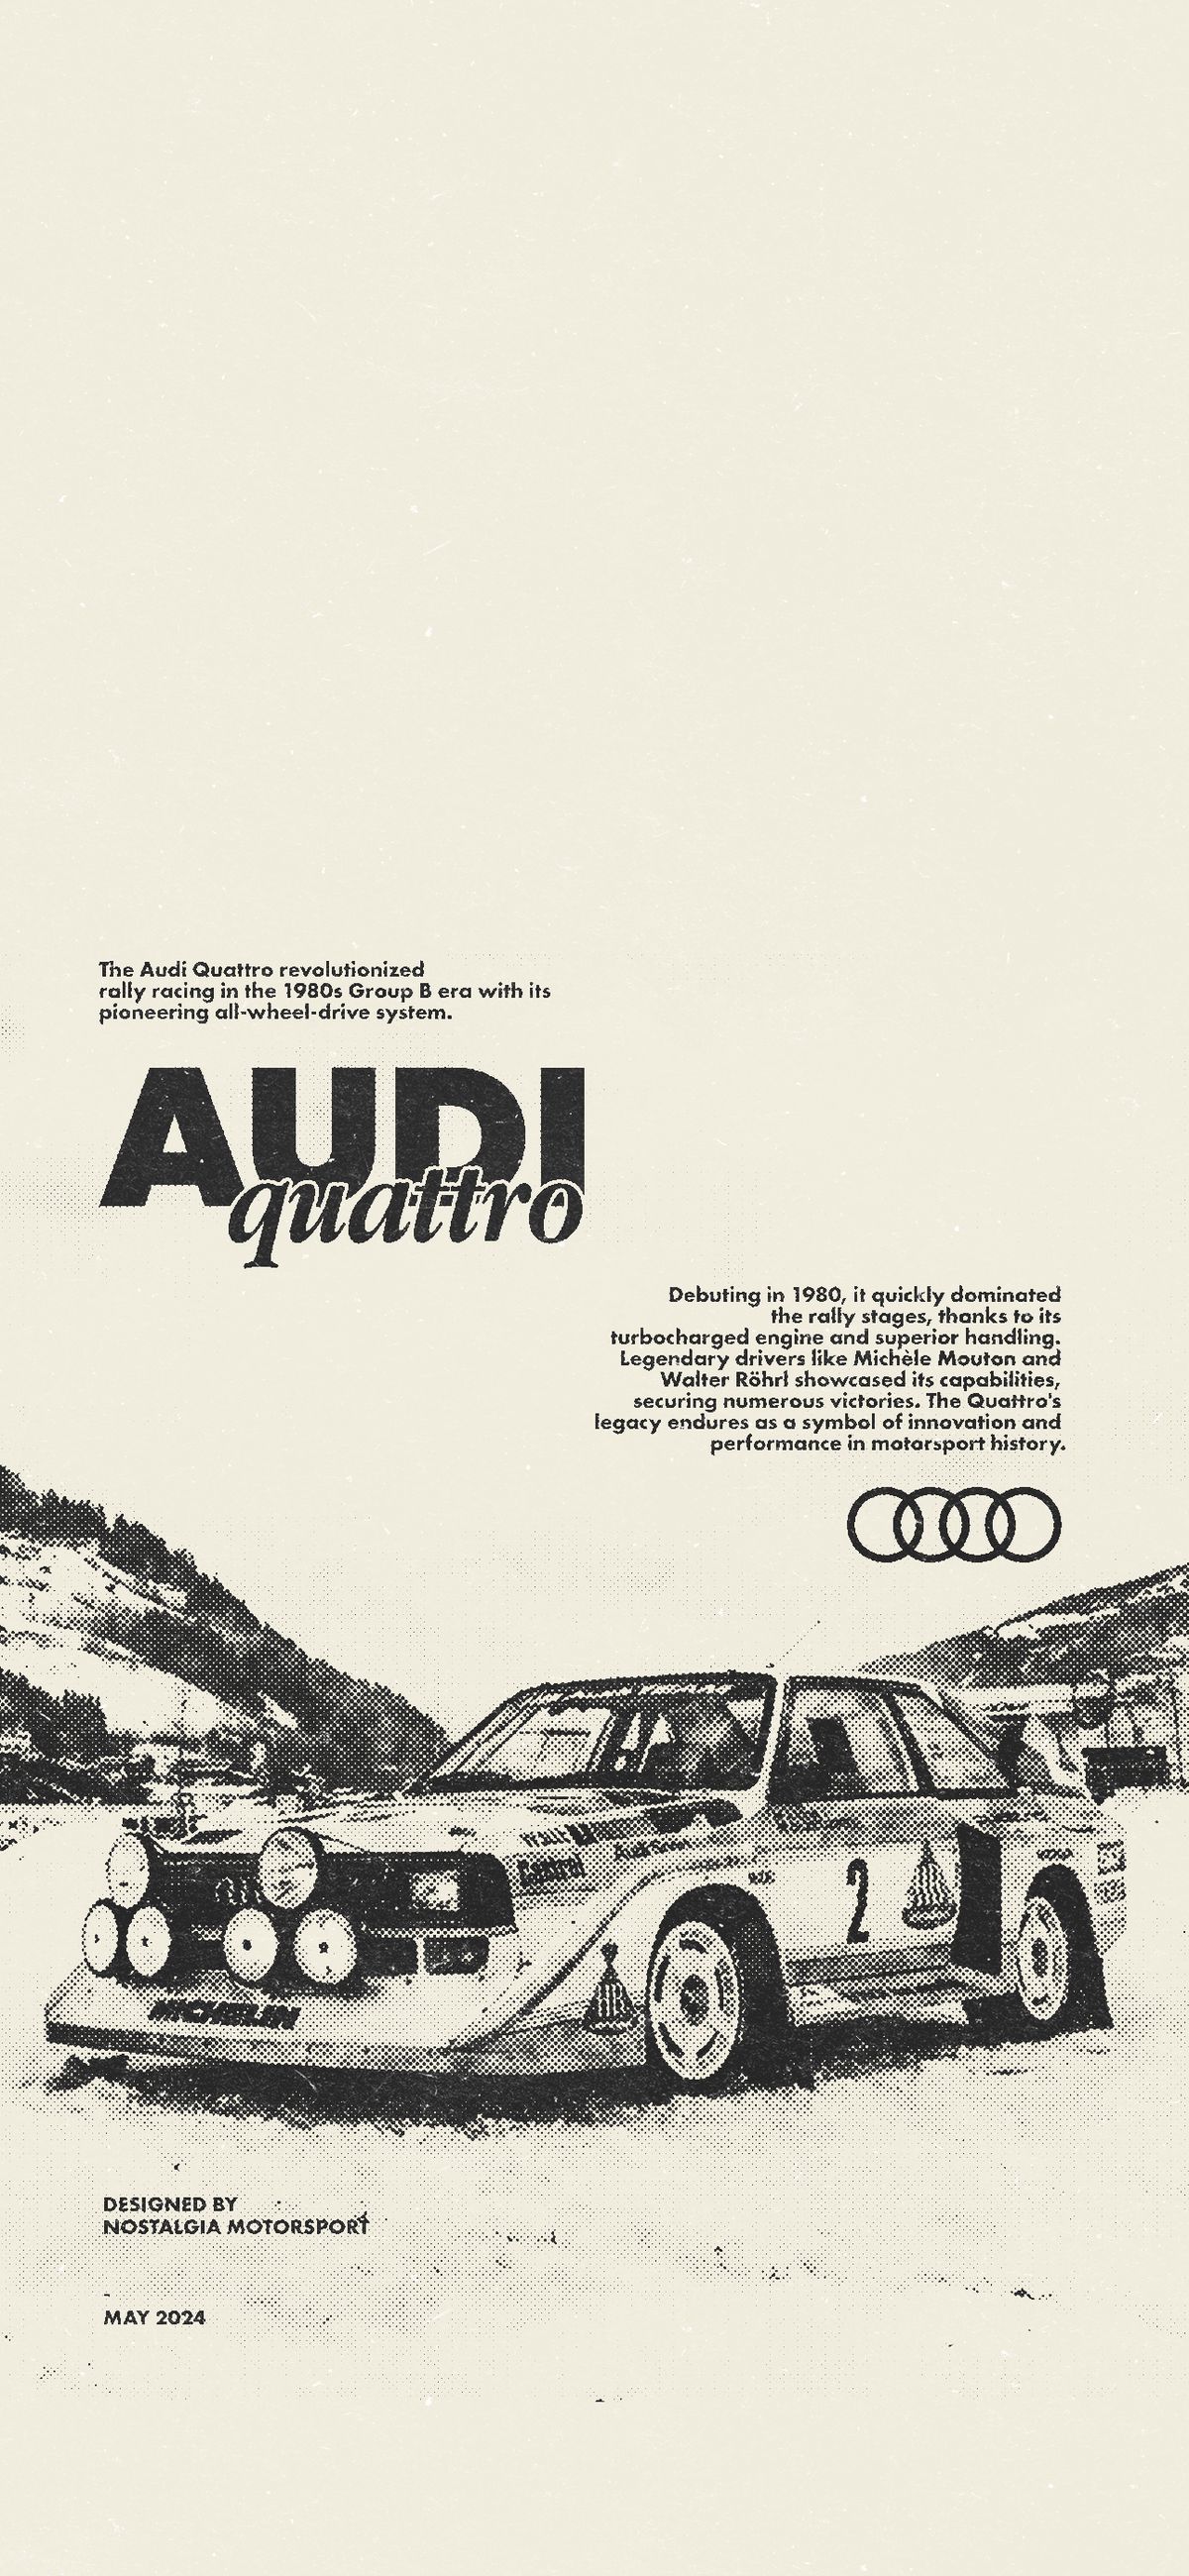 The Audi Quattro revolutionized
rally racing in the 1980s Group B era with its
pioneering all-wheel-drive system.
AUDI
quattro
Debuting in 1980, it quickly dominated
the rally stages, thanks to its
turbocharged engine and superior handling.
Legendary drivers like Michèle Mouton and
Walter Röhrl showcased its capabilities,
securing numerous victories. The Quattro's
legacy endures as a symbol of innovation and
performance in motorsport history.
Castrol
2
MICHELIN
DESIGNED BY
NOSTALGIA MOTORSPORT
-
MAY 2024